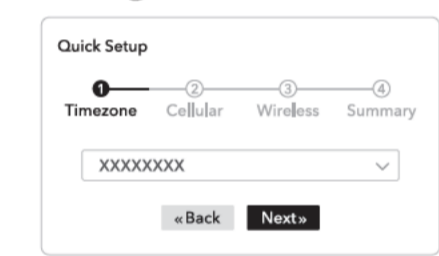 Quick Setup
1 2 3 4
Timezone Cellular Wireless Summary
XXXXXXXX
«Back Next»